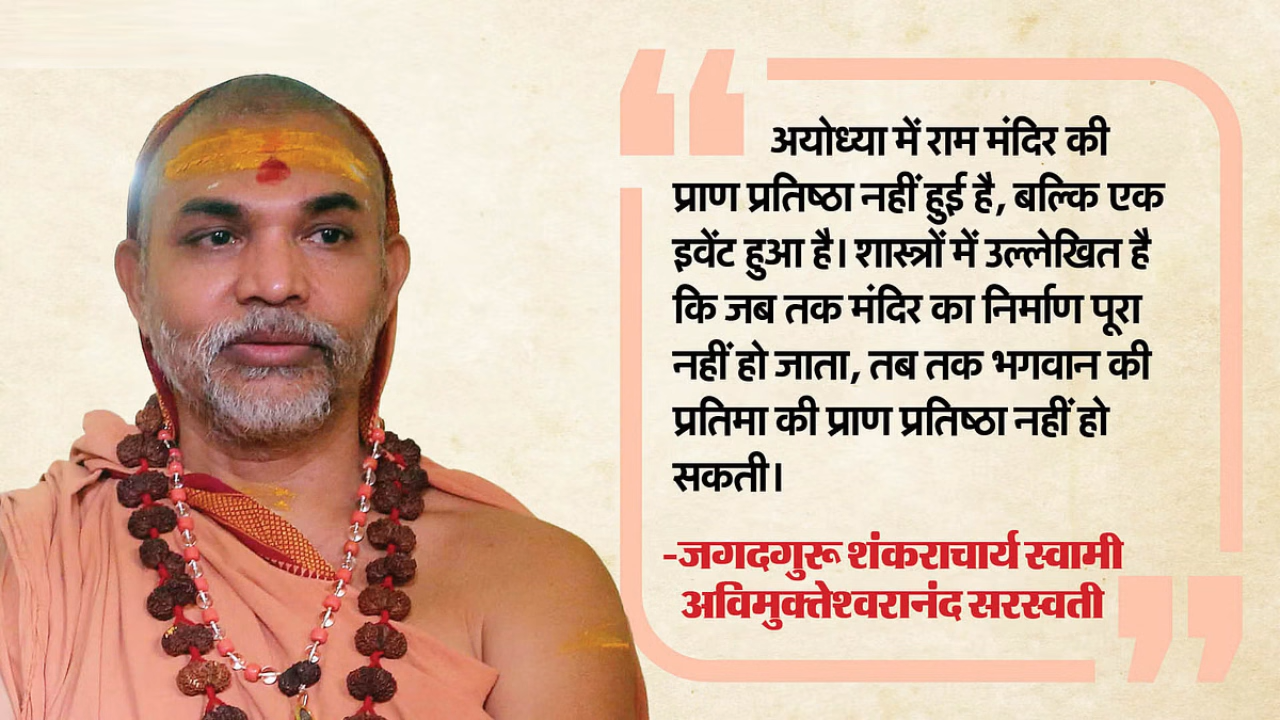 अयोध्या में राम मंदिर की
प्राण प्रतिष्ठा नहीं हुई है, बल्कि एक
इवेंट हुआ है। शास्त्रों में उल्लेखित है
कि जब तक मंदिर का निर्माण पूरा
नहीं हो जाता, तब तक भगवान की
प्रतिमा की प्राण प्रतिष्ठा नहीं हो
सकती।
-जगदगुरू शंकराचार्य स्वामी
अविमुक्तेश्वरानंद सरस्वती